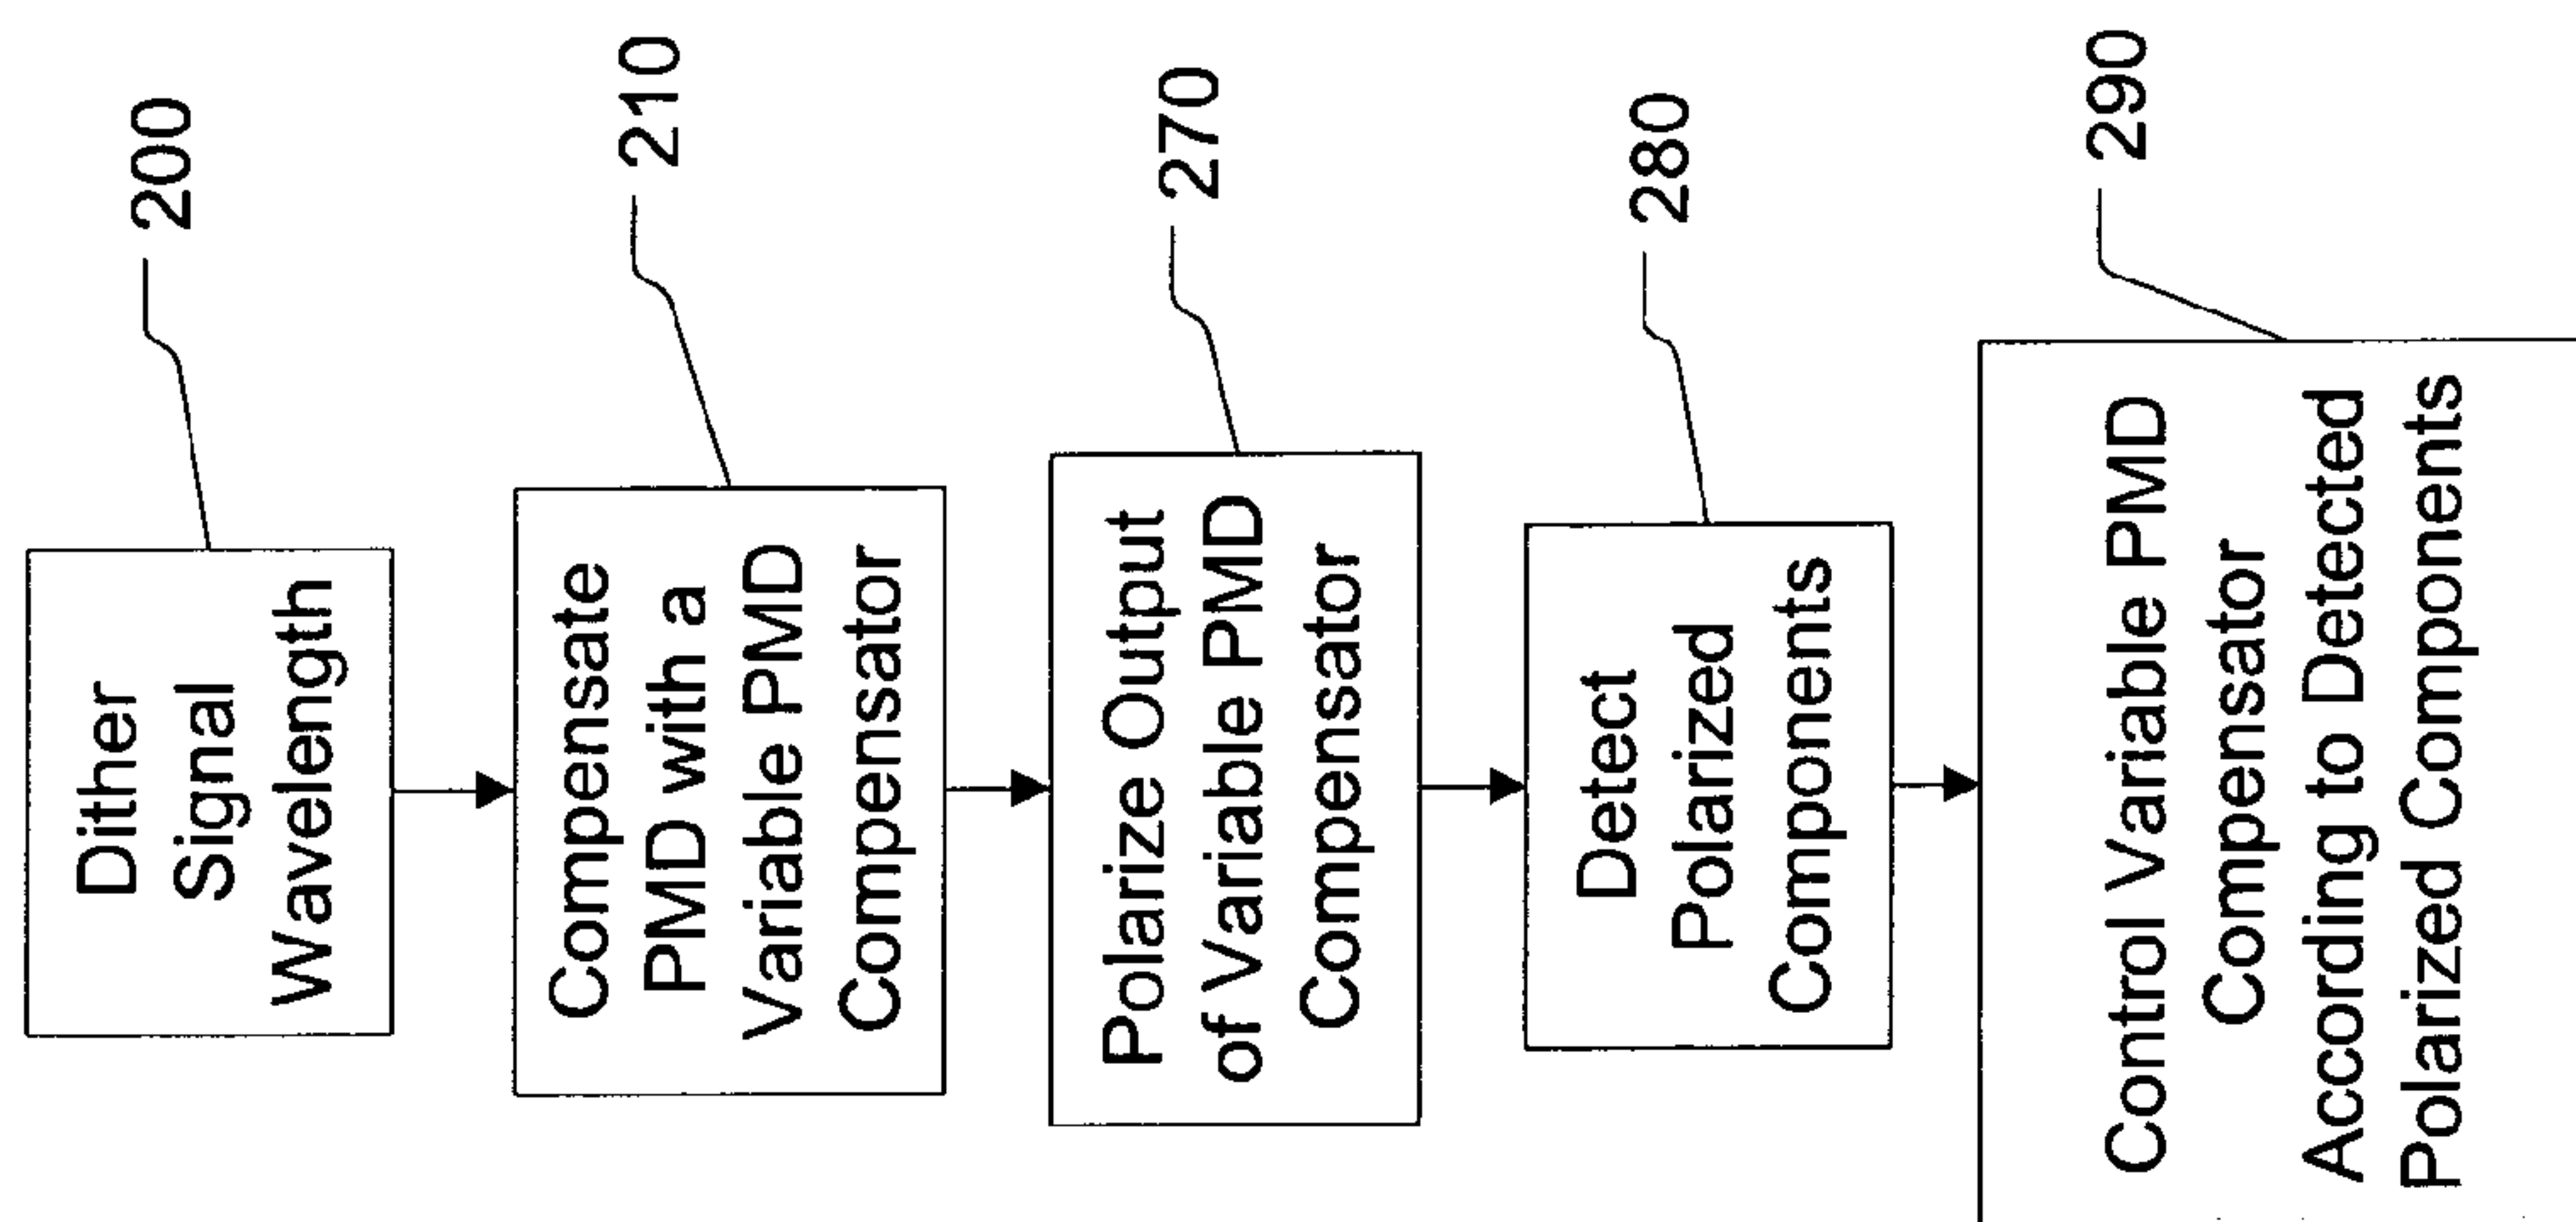 Dither
Signal
Wavelength
200
Compensate
PMD with a
Variable PMD
Compensator
210
Polarize Output
of Variable PMD
Compensator
270
Detect
Polarized
Components
280
Control Variable PMD
Compensator
According to Detected
Polarized Components
290